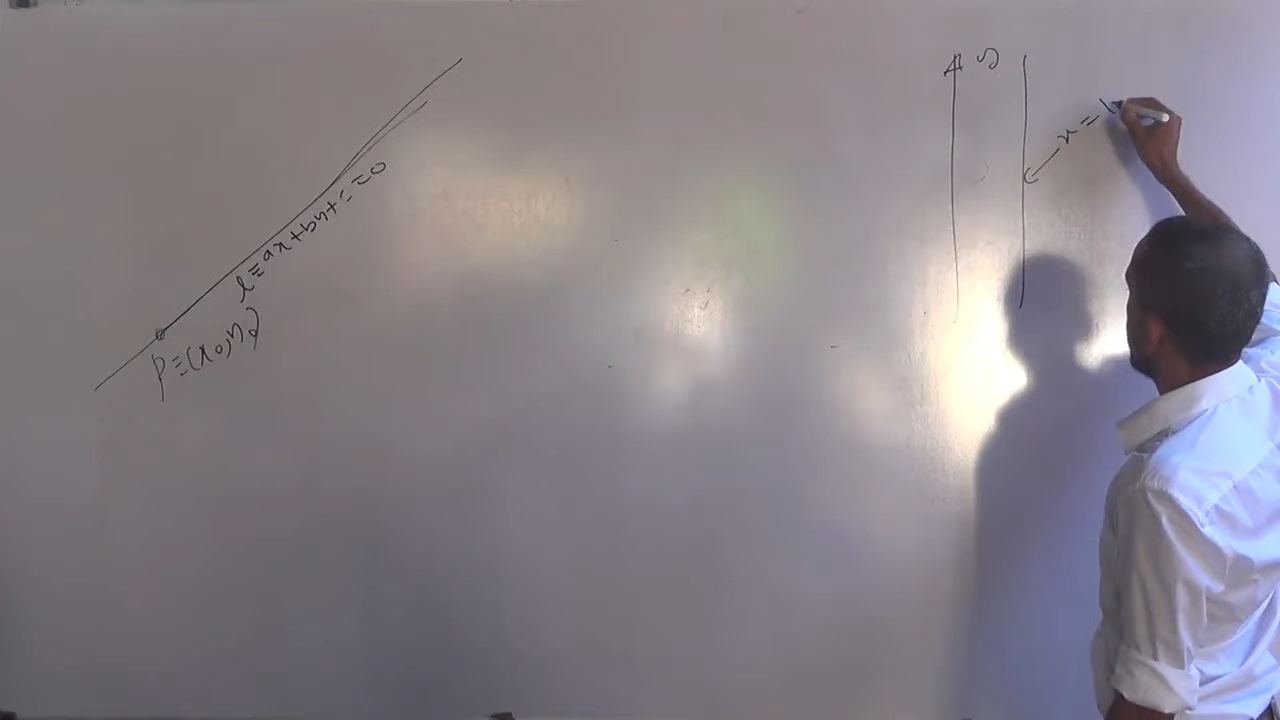 l ≡ ax + by + c = 0
P ≡ (x₀, y₀)
y
x =